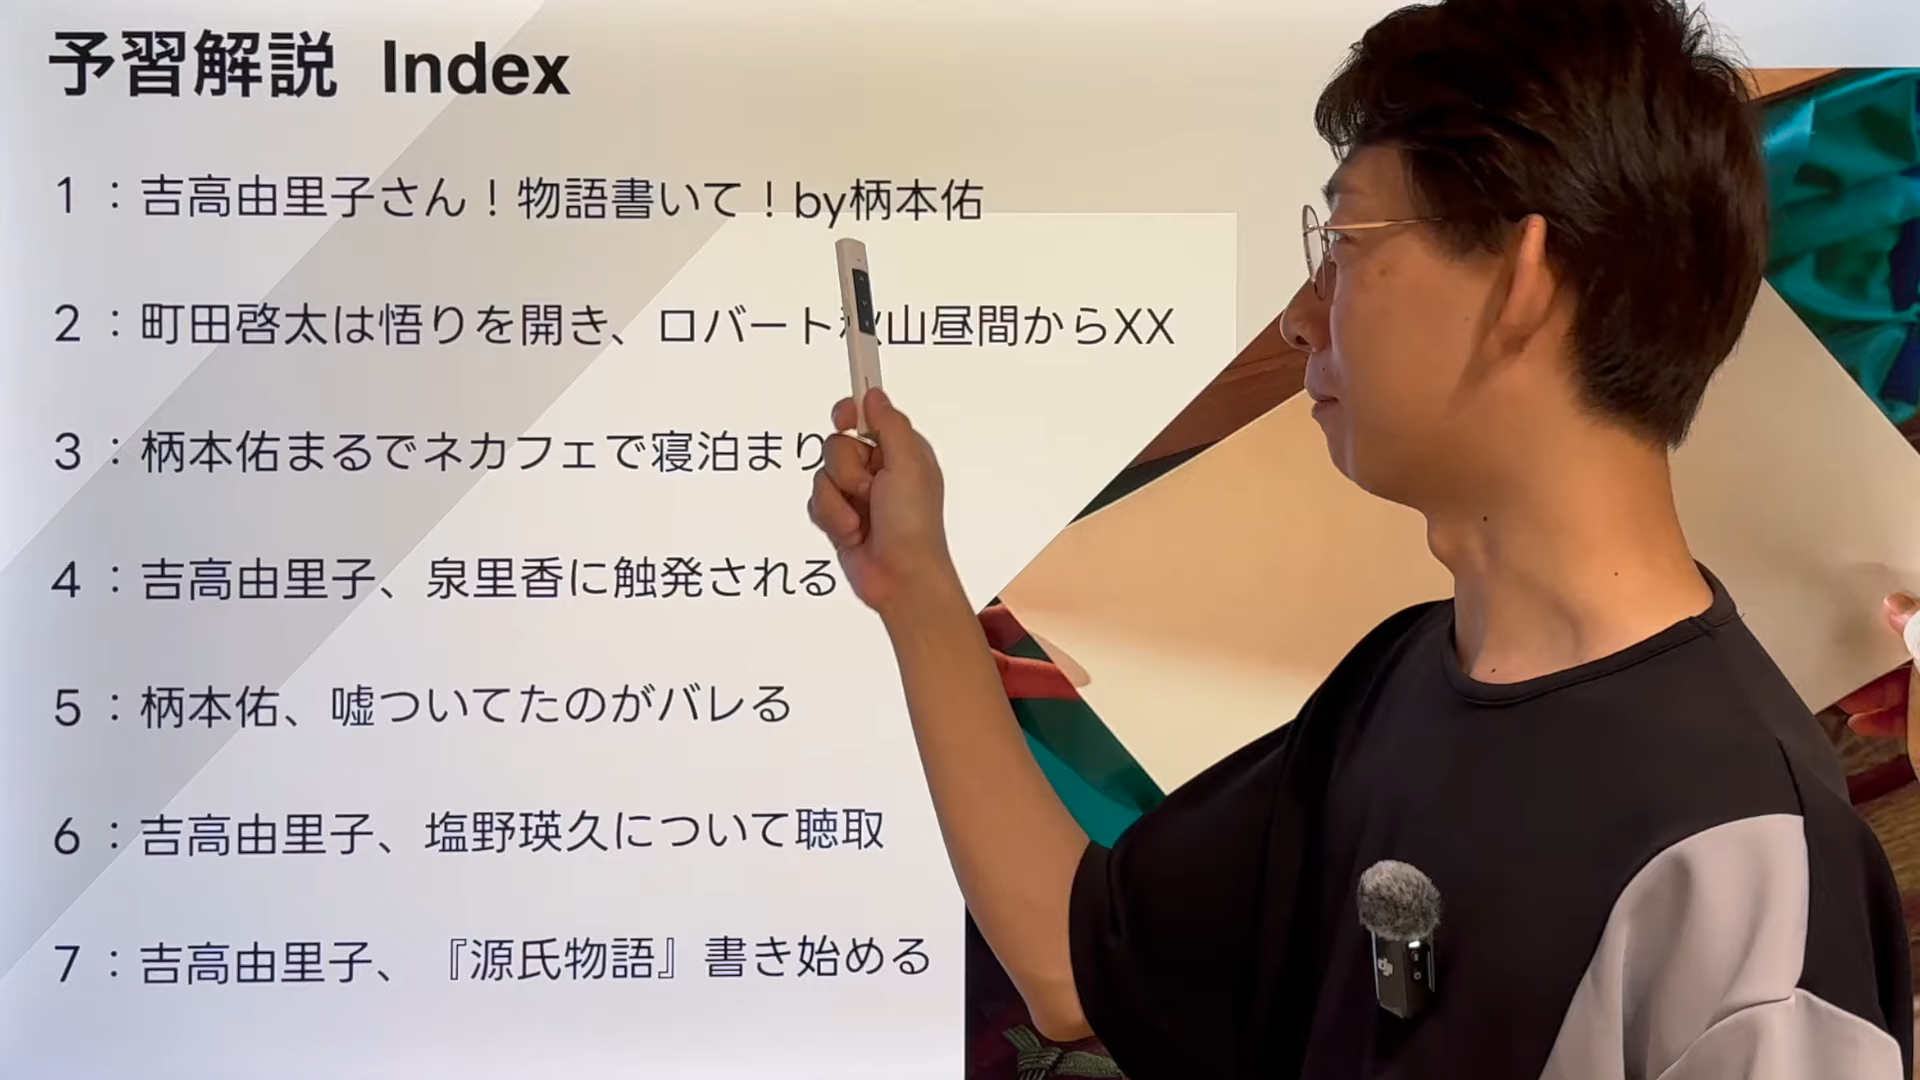 予習解説 Index
1：吉高由里子さん！物語書いて！by柄本佑
2：町田啓太は悟りを開き、ロバート秋山昼間からXX
3：柄本佑まるでネカフェで寝泊まり
4：吉高由里子、泉里香に触発される
5：柄本佑、嘘ついてたのがバレる
6：吉高由里子、塩野瑛久について聴取
7：吉高由里子、『源氏物語』書き始める
dji